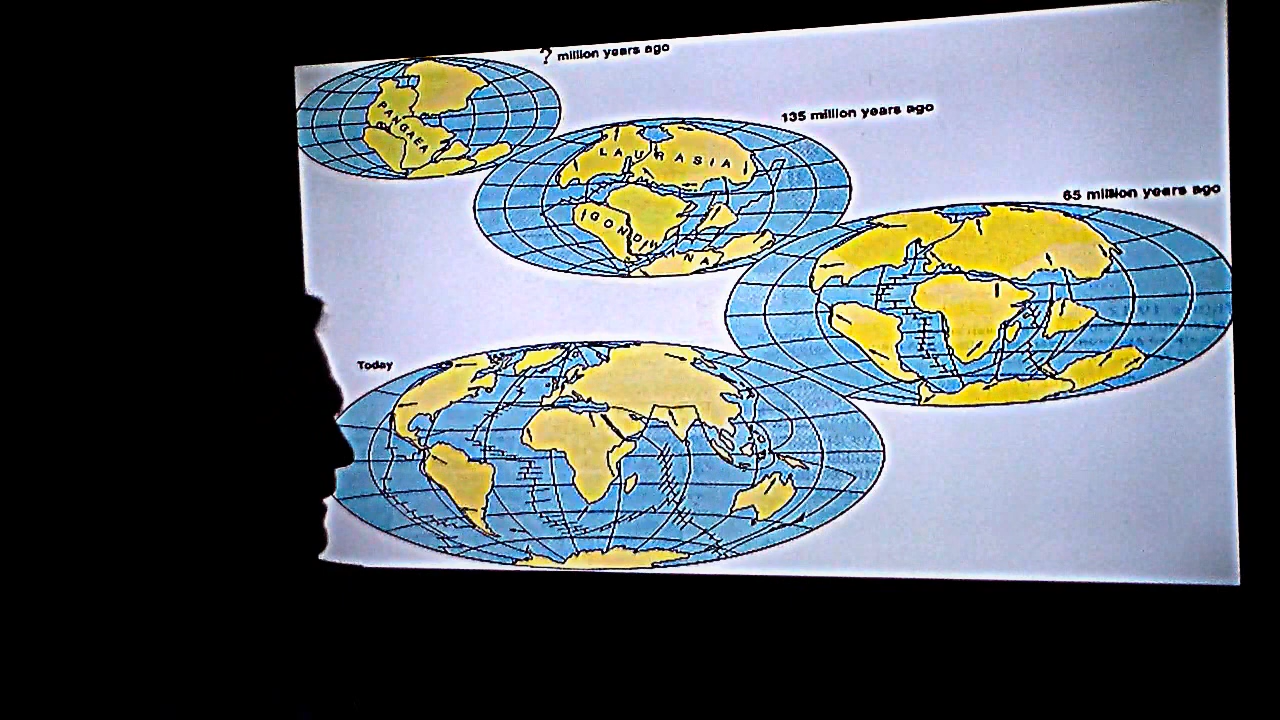 ? million years ago
PANGAEA
135 million years ago
LAURASIA
GONDWANA
65 million years ago
Today